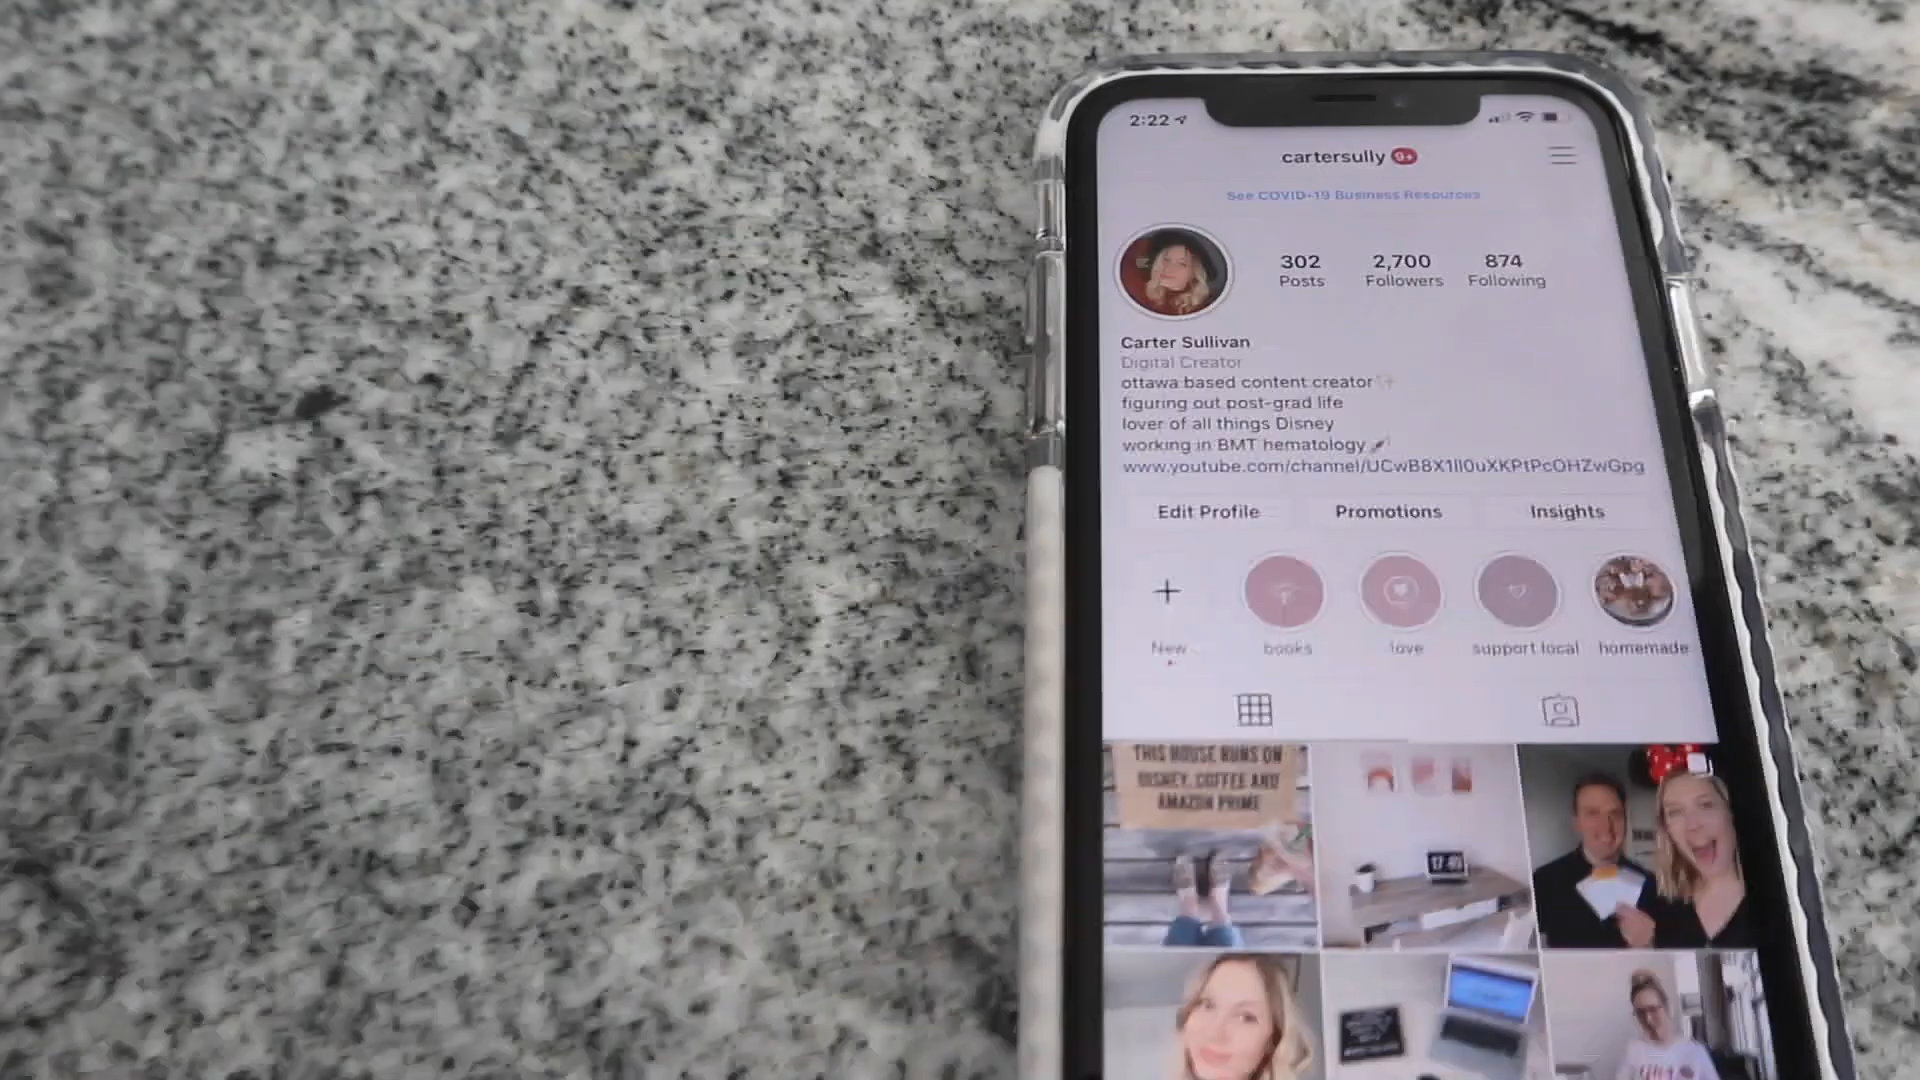 2:22
cartersully 9+
See COVID-19 Business Resources
302 2,700 874
Posts Followers Following
Carter Sullivan
Digital Creator
ottawa based content creator
figuring out post-grad life
lover of all things Disney
working in BMT hematology
www.youtube.com/channel/UCwB8X1lI0uXKPtPcOHZwGpg
Edit Profile Promotions Insights
New books love support local homemade
THIS HOUSE RUNS ON
DISNEY, COFFEE AND
AMAZON PRIME